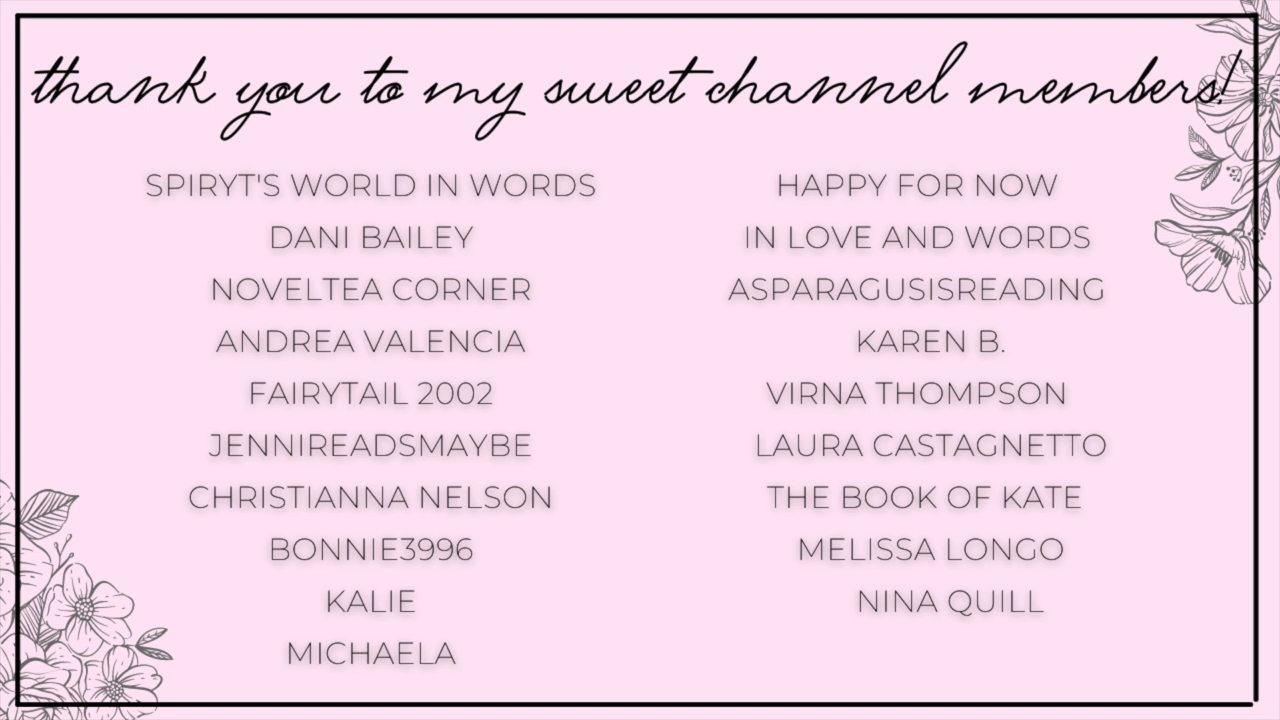 thank you to my sweet channel members!
SPIRYT'S WORLD IN WORDS
DANI BAILEY
NOVELTEA CORNER
ANDREA VALENCIA
FAIRYTAIL 2002
JENNIREADSMAYBE
CHRISTIANNA NELSON
BONNIE3996
KALIE
MICHAELA
HAPPY FOR NOW
IN LOVE AND WORDS
ASPARAGUSISREADING
KAREN B.
VIRNA THOMPSON
LAURA CASTAGNETTO
THE BOOK OF KATE
MELISSA LONGO
NINA QUILL